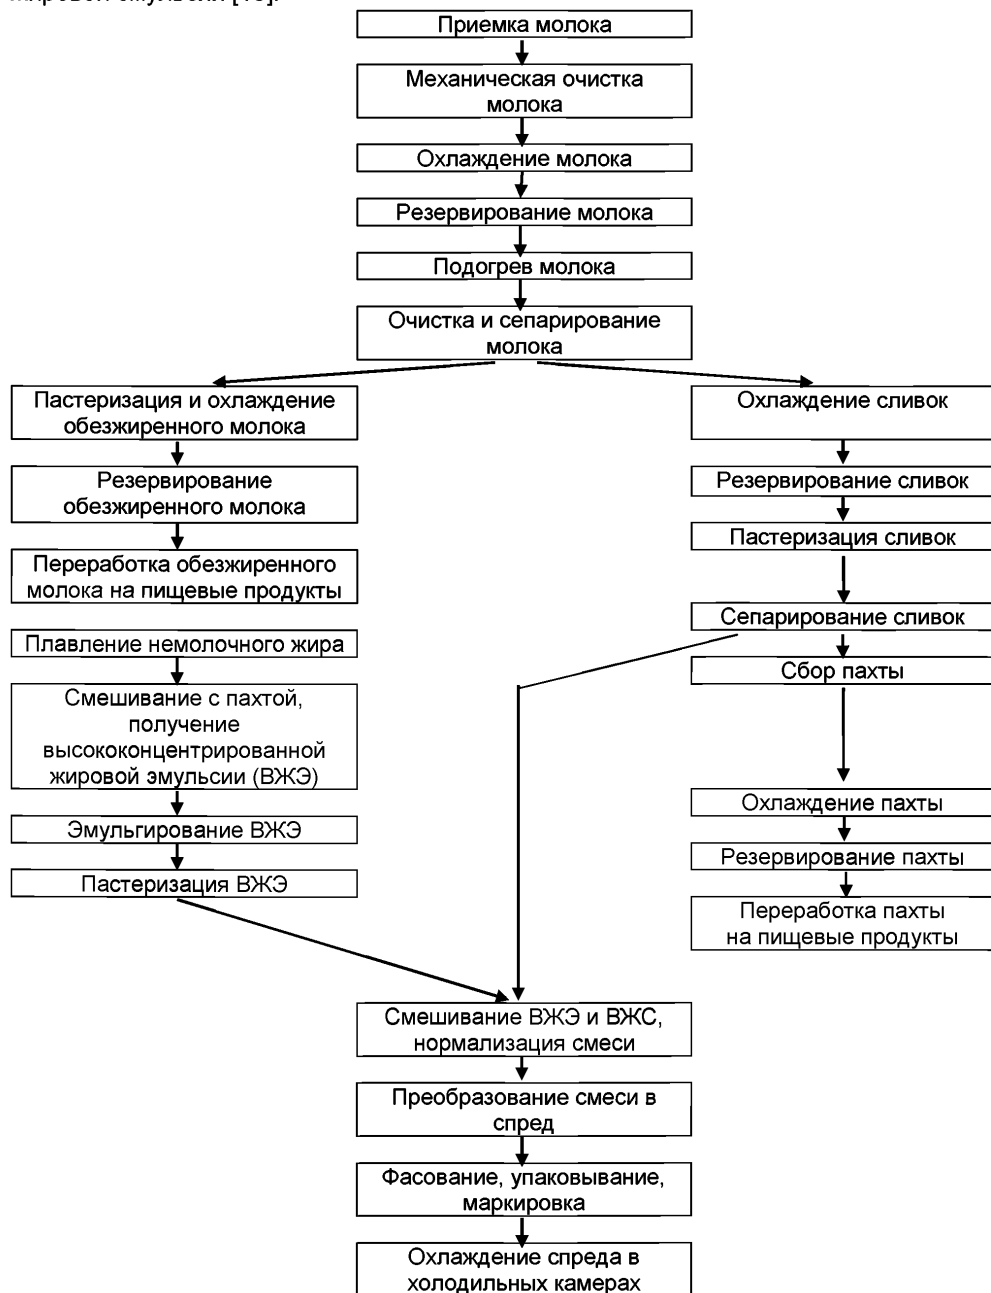 жировой эмульсии [18].
Приемка молока
Механическая очистка
молока
Охлаждение молока
Резервирование молока
Подогрев молока
Очистка и сепарирование
молока
Пастеризация и охлаждение
обезжиренного молока
Резервирование
обезжиренного молока
Переработка обезжиренного
молока на пищевые продукты
Плавление немолочного жира
Смешивание с пахтой,
получение
высококонцентрированной
жировой эмульсии (ВЖЭ)
Эмульгирование ВЖЭ
Пастеризация ВЖЭ
Охлаждение сливок
Резервирование сливок
Пастеризация сливок
Сепарирование сливок
Сбор пахты
Охлаждение пахты
Резервирование пахты
Переработка пахты
на пищевые продукты
Смешивание ВЖЭ и ВЖС,
нормализация смеси
Преобразование смеси в
спред
Фасование, упаковывание,
маркировка
Охлаждение спреда в
холодильных камерах